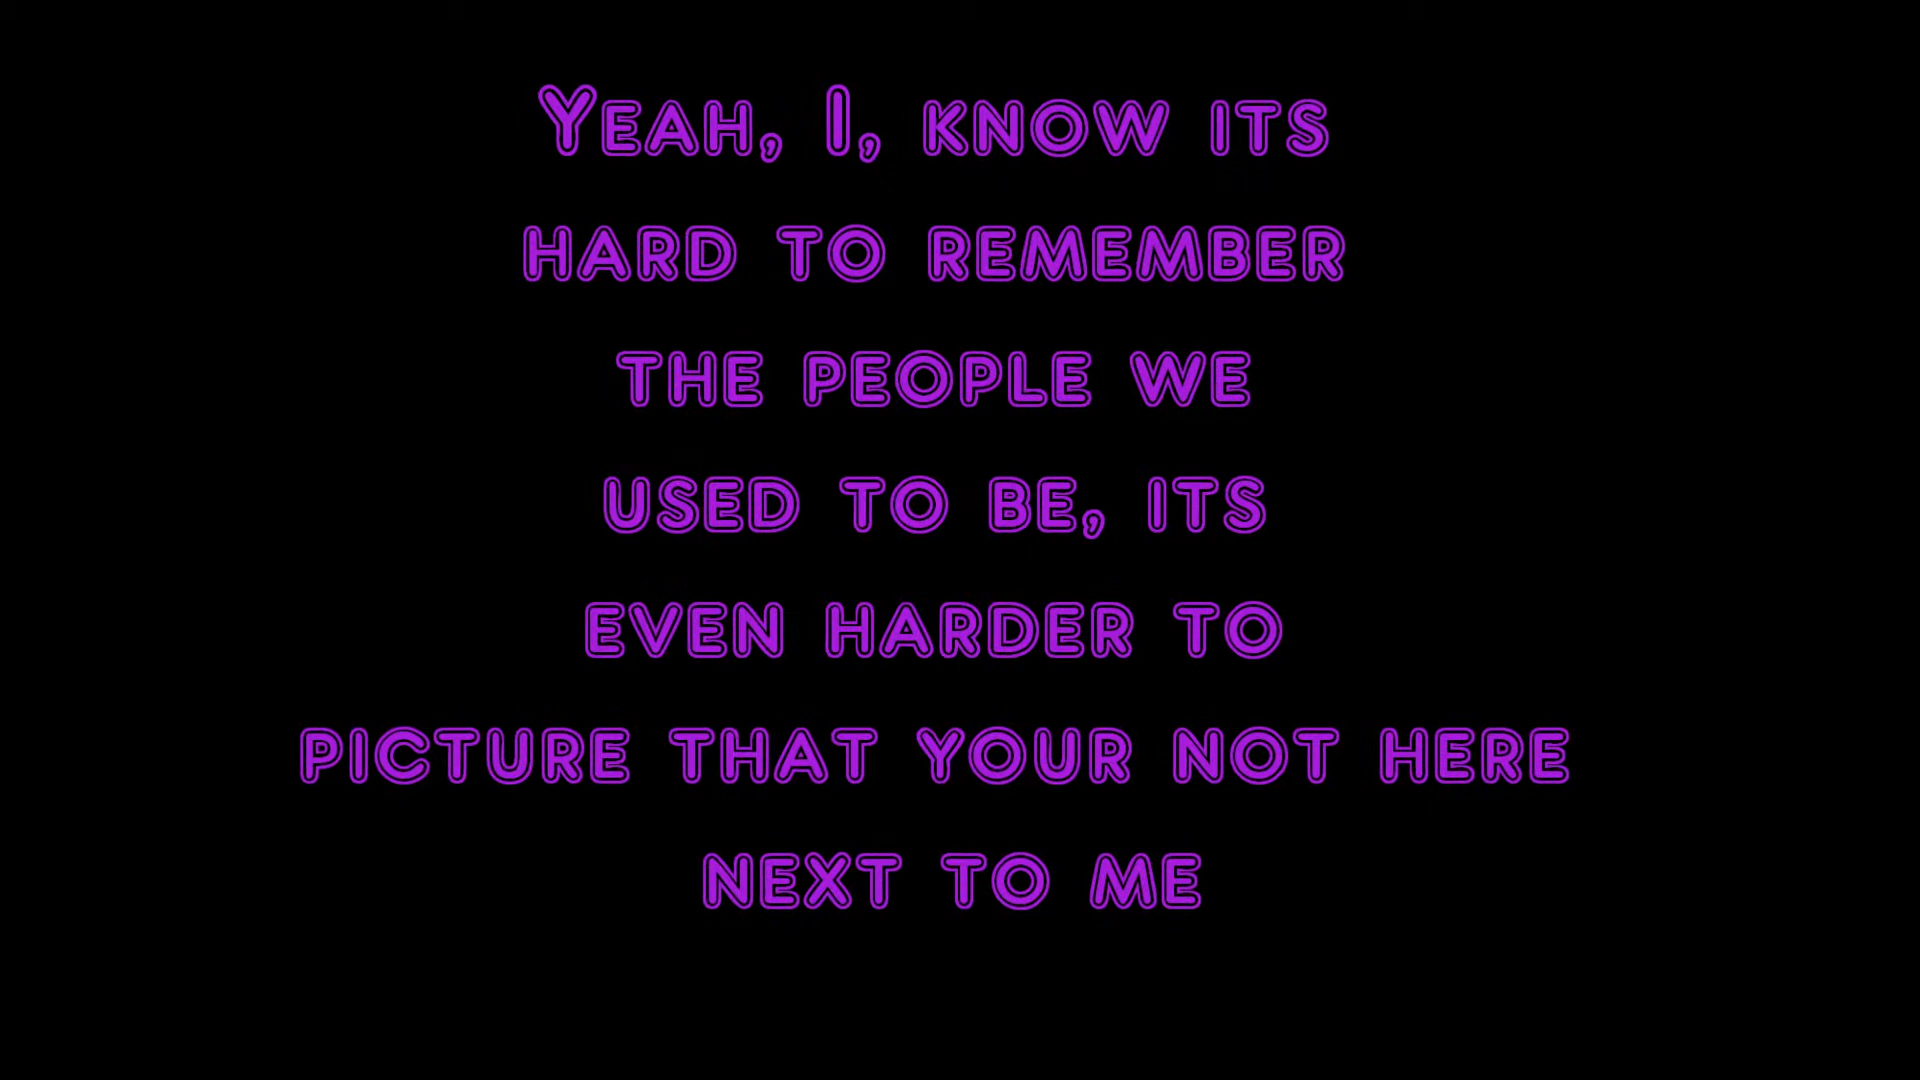 Yeah, I, know its
hard to remember
the people we
used to be, its
even harder to
picture that your not here
next to me